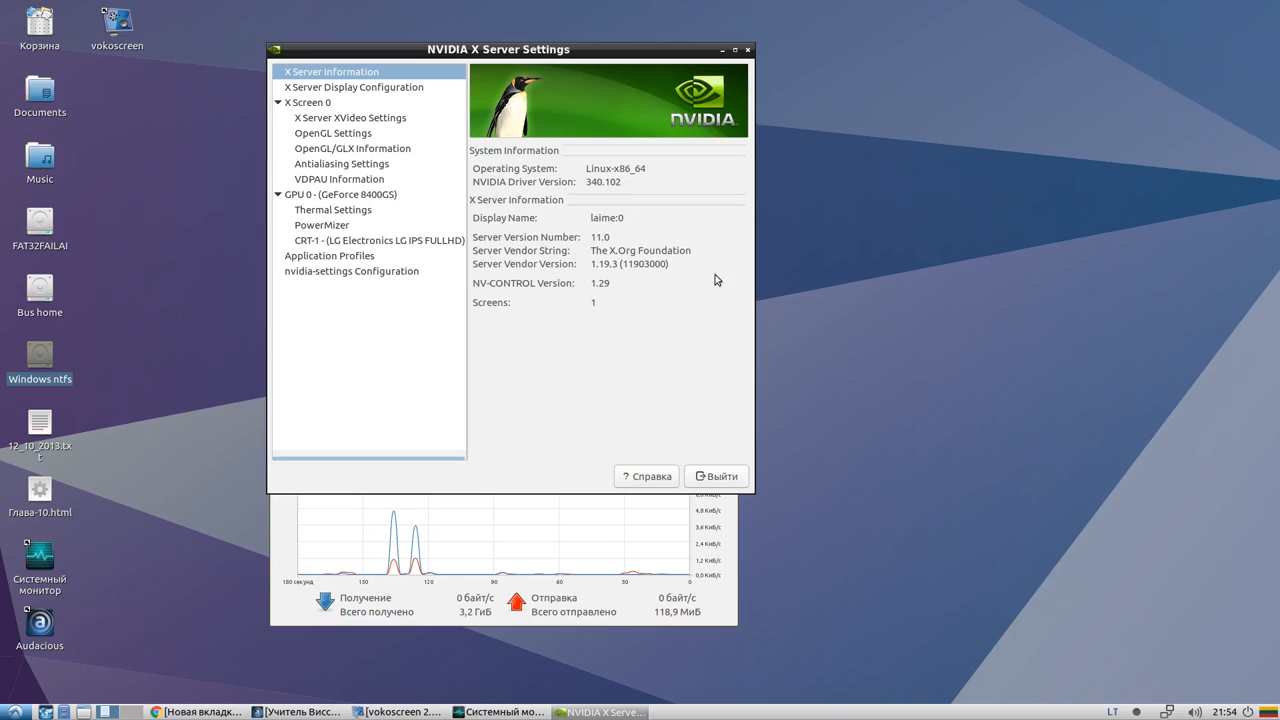 Корзина
vokoscreen
Documents
Music
FAT32FAILAI
Bus home
Windows ntfs
12_10_2013.tx
t
Глава-10.html
Системный
монитор
Audacious
NVIDIA X Server Settings
X Server Information
X Server Display Configuration
X Screen 0
X Server XVideo Settings
OpenGL Settings
OpenGL/GLX Information
Antialiasing Settings
VDPAU Information
GPU 0 - (GeForce 8400GS)
Thermal Settings
PowerMizer
CRT-1 - (LG Electronics LG IPS FULLHD)
Application Profiles
nvidia-settings Configuration
NVIDIA
System Information
Operating System: Linux-x86_64
NVIDIA Driver Version: 340.102
X Server Information
Display Name: laime:0
Server Version Number: 11.0
Server Vendor String: The X.Org Foundation
Server Vendor Version: 1.19.3 (11903000)
NV-CONTROL Version: 1.29
Screens: 1
? Справка
Выйти
4,8 КиБ/с
3,6 КиБ/с
2,4 КиБ/с
1,2 КиБ/с
0,0 КиБ/с
180 секунд 150 120 90 60 30 0
Получение 0 байт/с Отправка 0 байт/с
Всего получено 3,2 ГиБ Всего отправлено 118,9 МиБ
[Новая вкладк... [Учитель Висс... [vokoscreen 2.... Системный мо... NVIDIA X Serve... LT 21:54